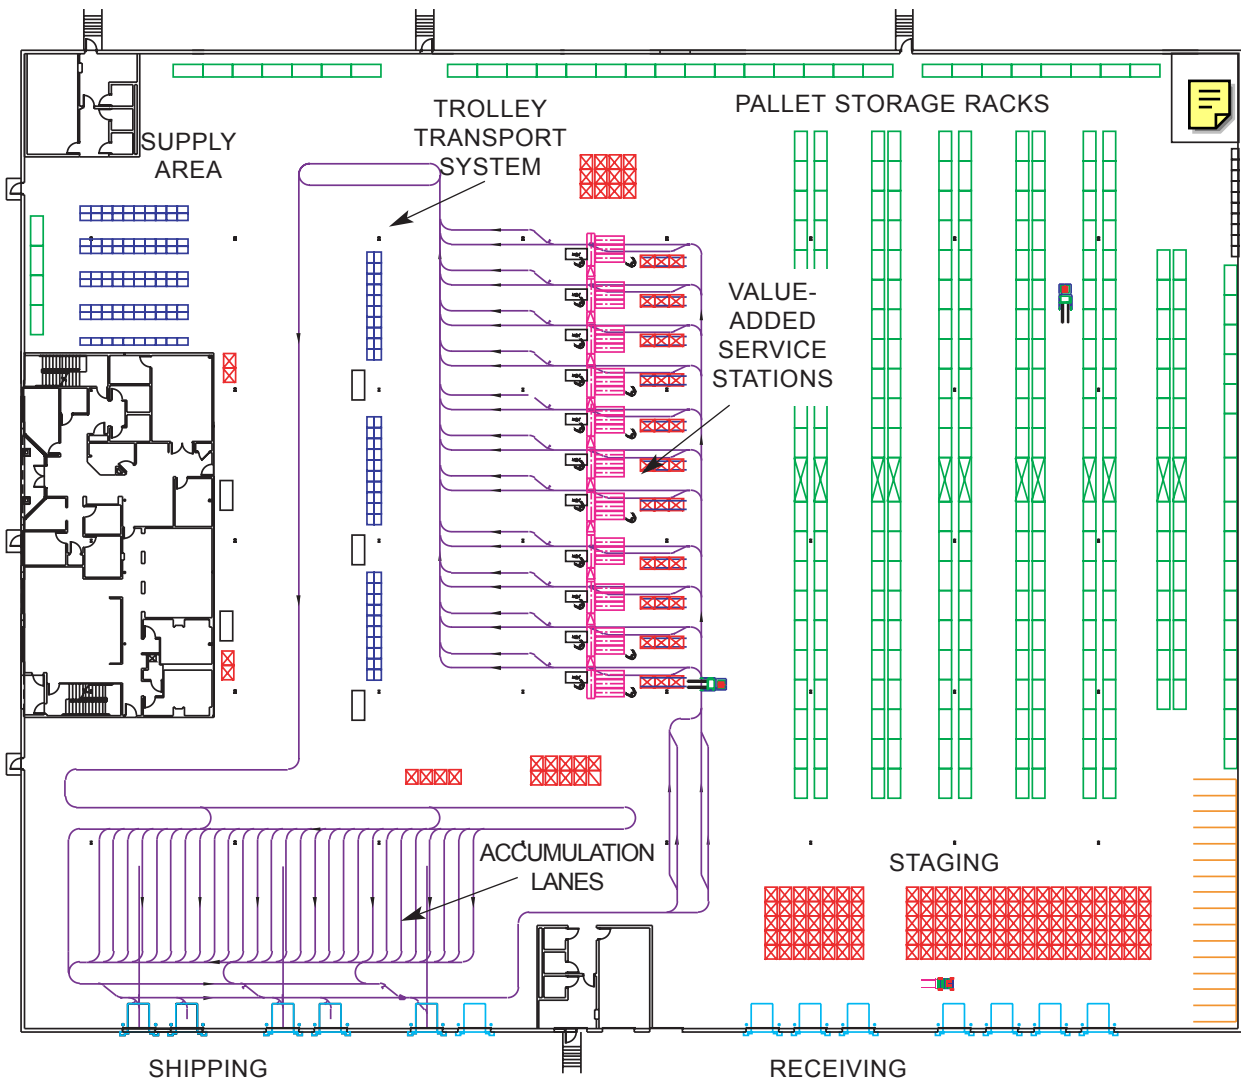 TROLLEY
TRANSPORT
SYSTEM
PALLET STORAGE RACKS
SUPPLY
AREA
VALUE-
ADDED
SERVICE
STATIONS
ACCUMULATION
LANES
STAGING
SHIPPING
RECEIVING